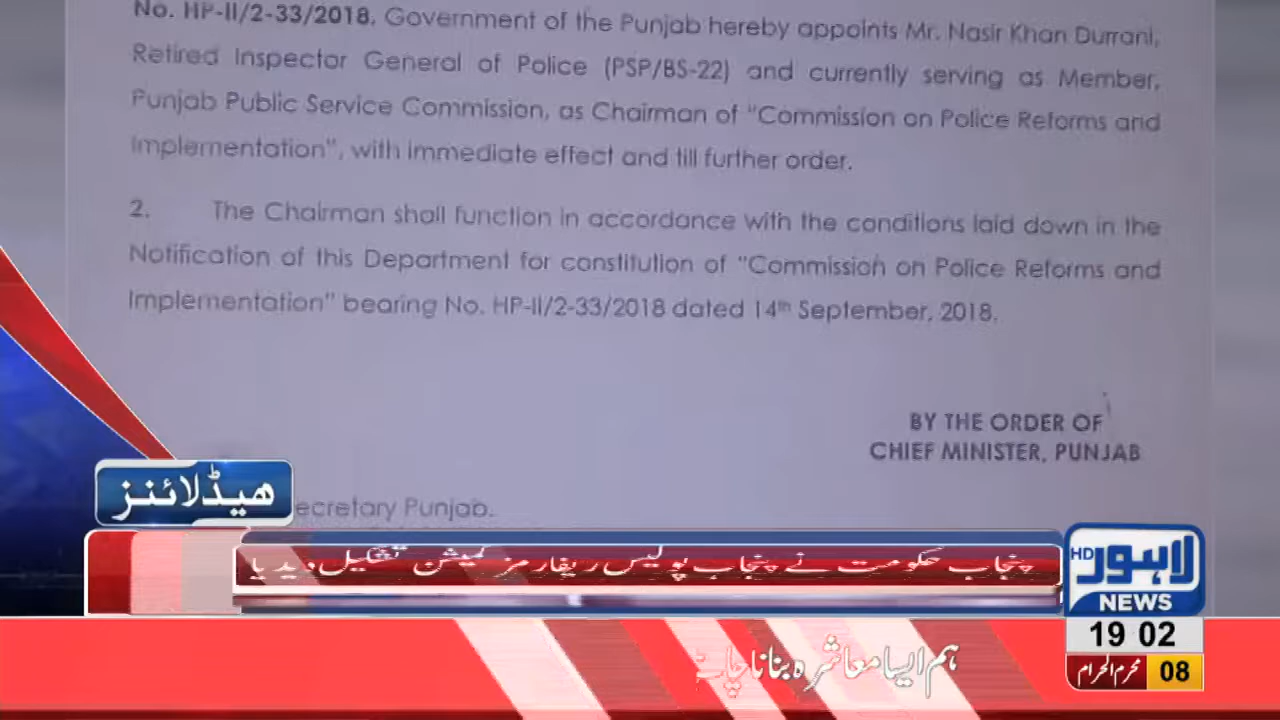 No. HP-II/2-33/2018, Government of the Punjab hereby appoints Mr. Nasir Khan Durrani,
Retired Inspector General of Police (PSP/BS-22) and currently serving as Member,
Punjab Public Service Commission, as Chairman of "Commission on Police Reforms and
Implementation", with immediate effect and till further order.
2. The Chairman shall function in accordance with the conditions laid down in the
Notification of this Department for constitution of "Commission on Police Reforms and
Implementation" bearing No. HP-II/2-33/2018 dated 14th September, 2018.
BY THE ORDER OF
CHIEF MINISTER, PUNJAB
ecretary Punjab.
ھیڈلائنز
پنجاب حکومت نے پنجاب پولیس ریفارمز کمیشن تشکیل دیدیا
HD لاہور
NEWS
19 02
محرم الحرام 08
ہم ایسا معاشرہ بنانا چاہتے